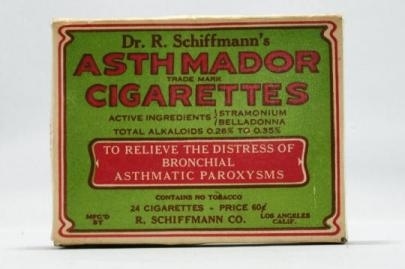 Dr. R. Schiffmann's
ASTHMADOR
TRADE MARK
CIGARETTES
ACTIVE INGREDIENTS { STRAMONIUM
BELLADONNA
TOTAL ALKALOIDS 0.26% TO 0.35%
TO RELIEVE THE DISTRESS OF
BRONCHIAL
ASTHMATIC PAROXYSMS
CONTAINS NO TOBACCO
24 CIGARETTES - PRICE 60¢
MFG'D BY R. SCHIFFMANN CO. LOS ANGELES CALIF.